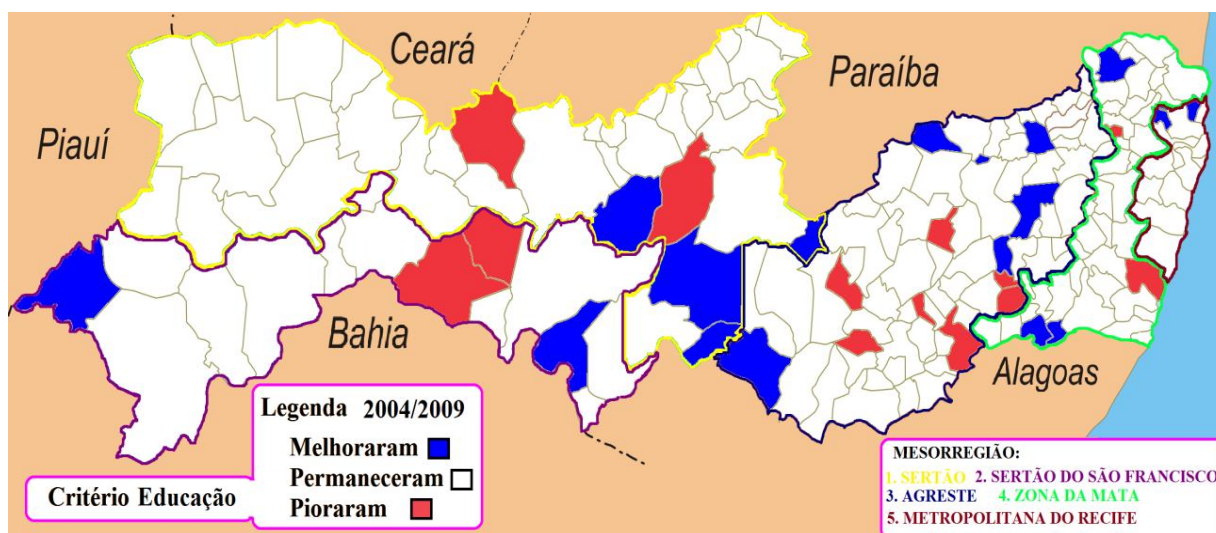 Ceará
Paraíba
Piauí
Bahia
Alagoas
Legenda 2004/2009
Melhoraram
Permaneceram
Pioraram
Critério Educação
MESORREGIÃO:
1. SERTÃO 2. SERTÃO DO SÃO FRANCISCO
3. AGRESTE 4. ZONA DA MATA
5. METROPOLITANA DO RECIFE